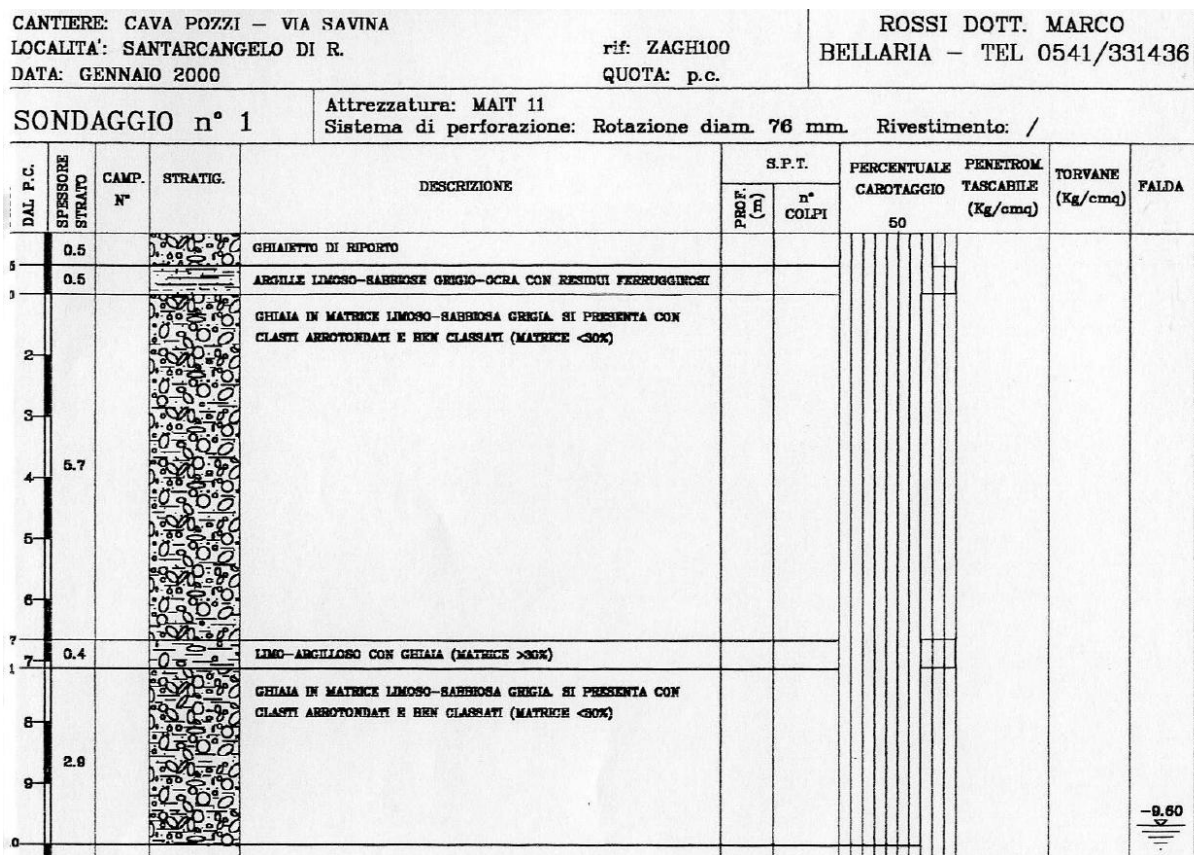 CANTIERE: CAVA POZZI – VIA SAVINA
LOCALITA': SANTARCANGELO DI R.
DATA: GENNAIO 2000
rif: ZAGH100
QUOTA: p.c.
ROSSI DOTT. MARCO
BELLARIA – TEL 0541/331436
SONDAGGIO n° 1
Attrezzatura: MAIT 11
Sistema di perforazione: Rotazione diam. 76 mm. Rivestimento: /
DAL P.C.
SPESSORE
STRATO
CAMP.
N°
STRATIG.
DESCRIZIONE
S.P.T.
PROF.
(m)
n°
COLPI
PERCENTUALE
CAROTAGGIO
50
PENETROM.
TASCABILE
(Kg/cmq)
TORVANE
(Kg/cmq)
FALDA
0.5
GHIAIETTO DI RIPORTO
0.5
ARGILLE LIMOSO-SABBIOSE GRIGIO-OCRA CON RESIDUI FERRUGGINOSI
GHIAIA IN MATRICE LIMOSO-SABBIOSA GRIGIA. SI PRESENTA CON
CLASTI ARROTONDATI E BEN CLASSATI (MATRICE <30%)
2
3
5.7
4
5
6
7
7
0.4
LIMO-ARGILLOSO CON GHIAIA (MATRICE >30%)
1
GHIAIA IN MATRICE LIMOSO-SABBIOSA GRIGIA. SI PRESENTA CON
CLASTI ARROTONDATI E BEN CLASSATI (MATRICE <30%)
8
2.9
9
-9.60
.0